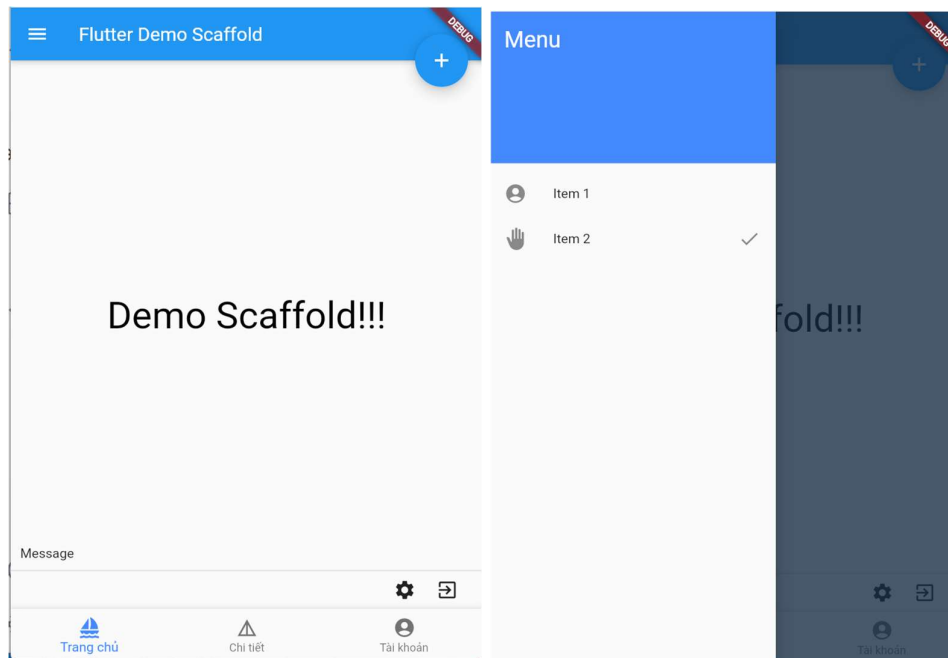 Flutter Demo Scaffold
DEBUG
Demo Scaffold!!!
Message
Trang chủ
Chi tiết
Tài khoản
Menu
DEBUG
Item 1
Item 2
fold!!!
Tài khoản